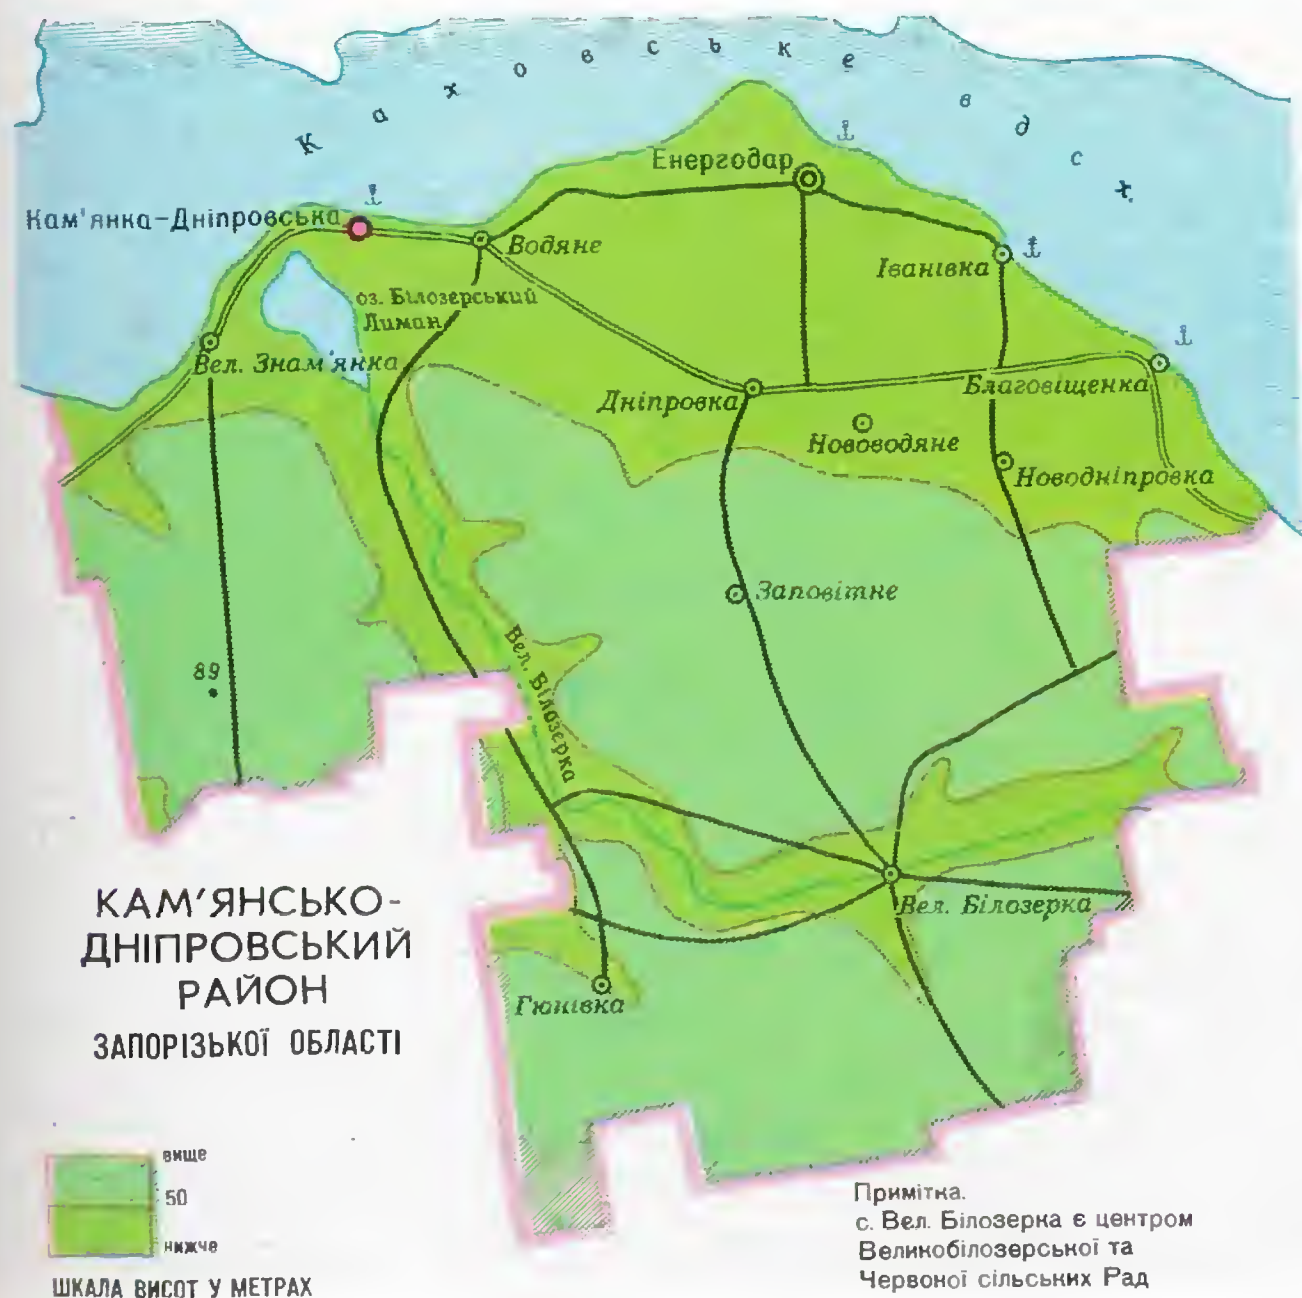 Каховське вдсх.
Енергодар
Кам'янка-Дніпровська
Водяне
Іванівка
оз. Білозерський
Лиман
Вел. Знам'янка
Благовіщенка
Дніпровка
Нововодяне
Новодніпровка
Заповітне
Вел. Білозерка
89
Вел. Білозерка
Гюнівка
КАМ'ЯНСЬКО-
ДНІПРОВСЬКИЙ
РАЙОН
ЗАПОРІЗЬКОЇ ОБЛАСТІ
вище
50
нижче
ШКАЛА ВИСОТ У МЕТРАХ
Примітка.
с. Вел. Білозерка є центром
Великобілозерської та
Червоної сільських Рад